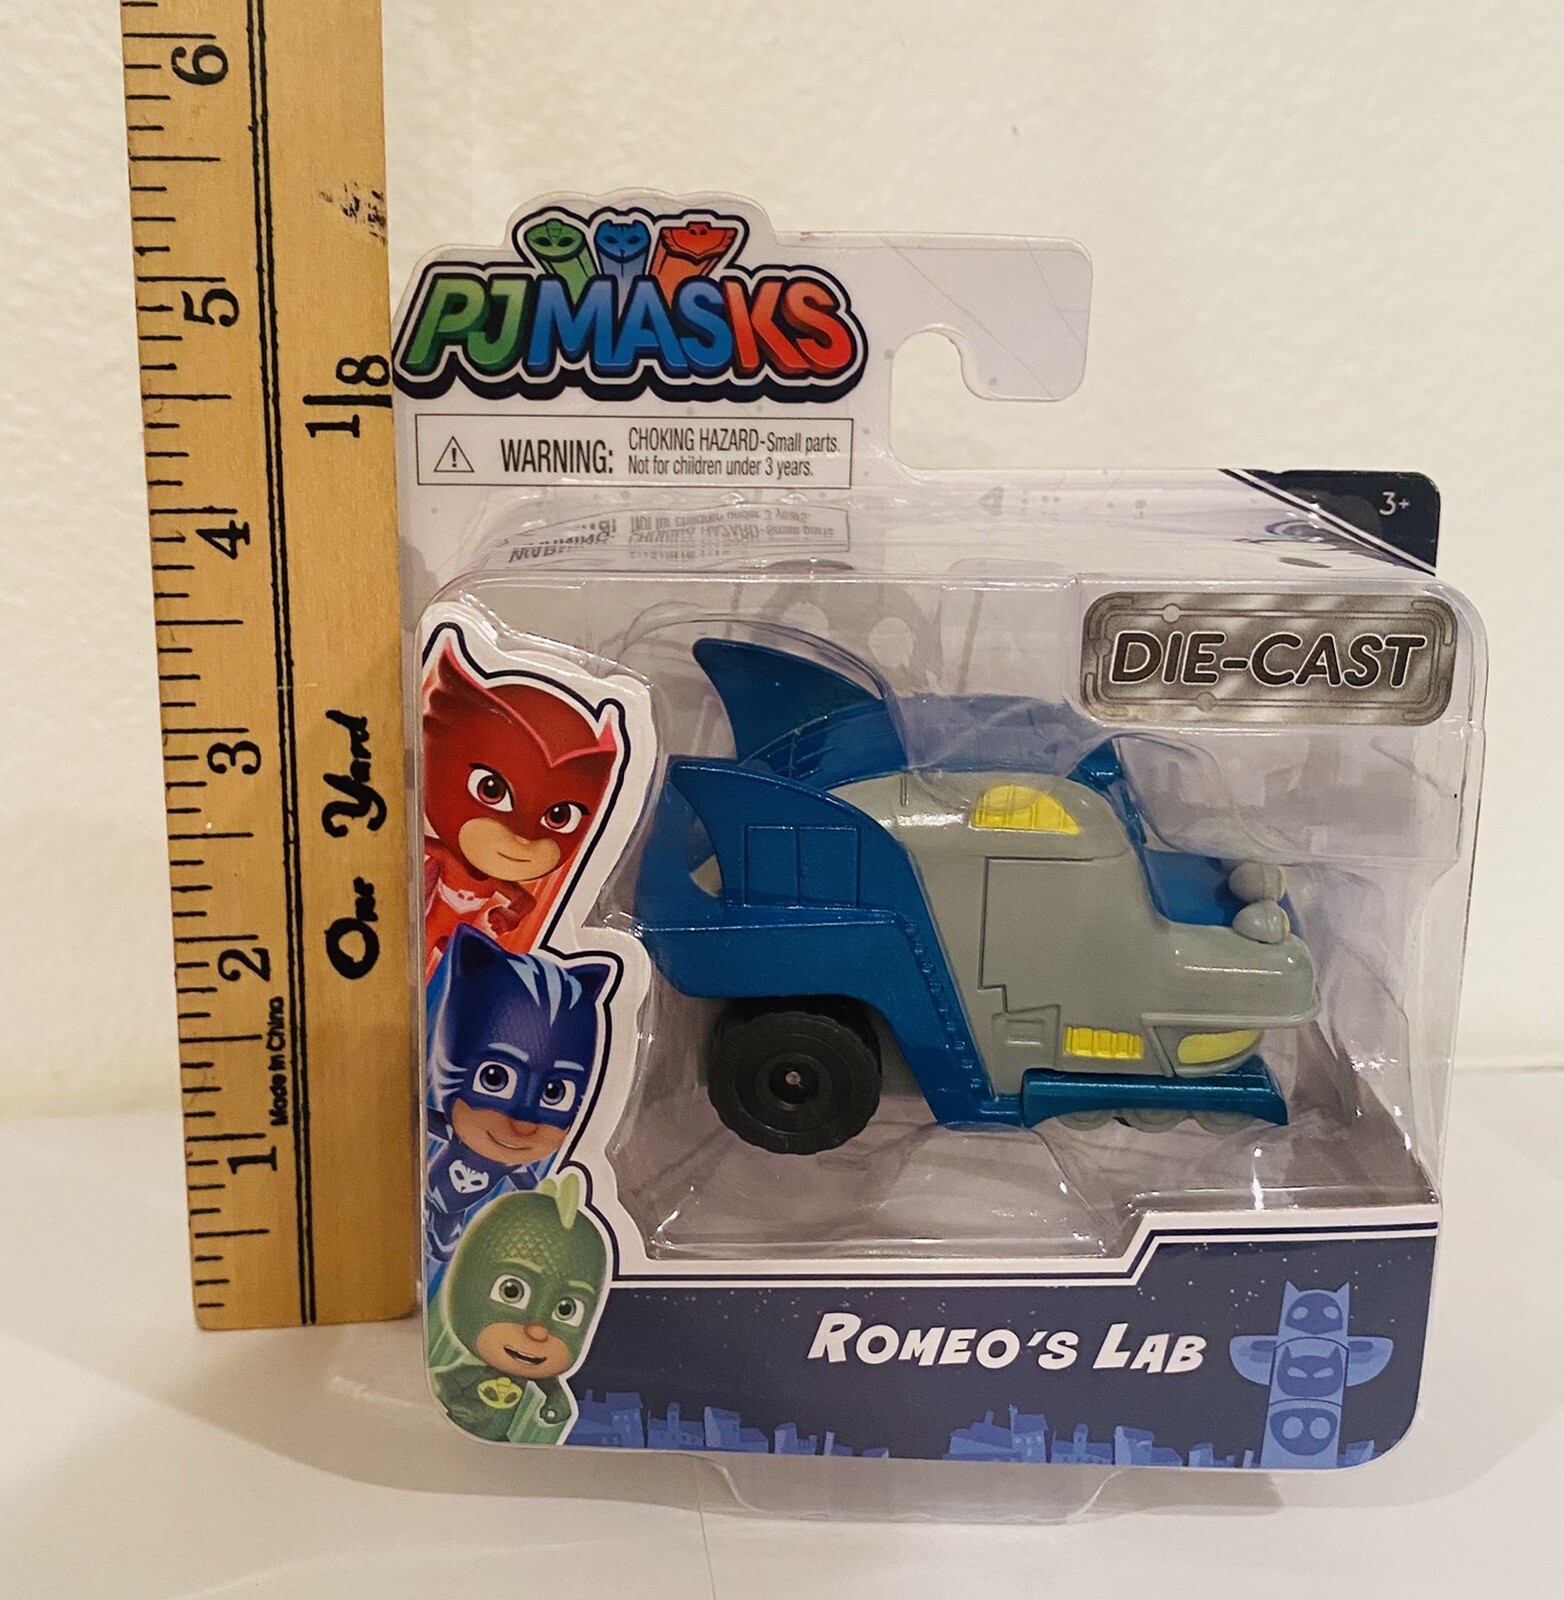 6
5
4
3
2
1
1/8
One Yard
Made in China
PJMASKS
WARNING: CHOKING HAZARD-Small parts.
Not for children under 3 years.
3+
DIE-CAST
ROMEO'S LAB